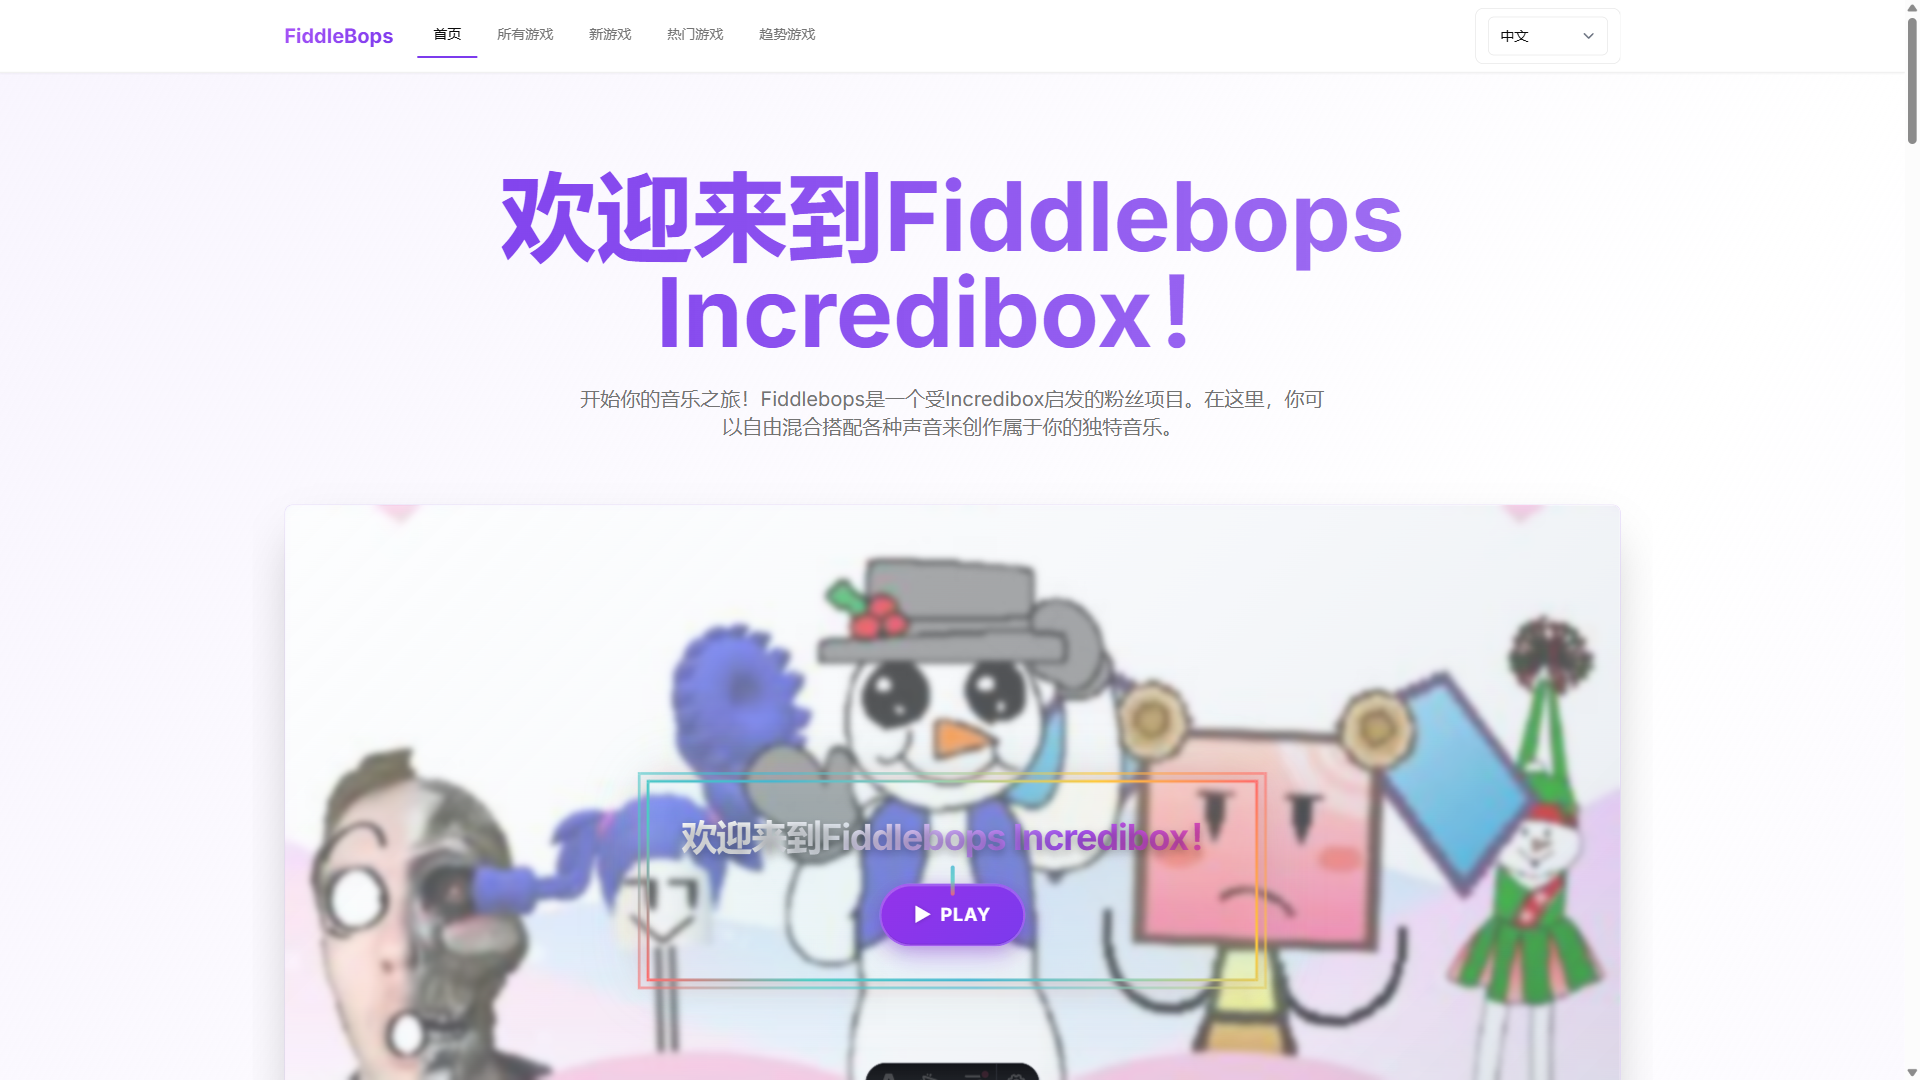 FiddleBops
首页
所有游戏
新游戏
热门游戏
趋势游戏
中文
欢迎来到Fiddlebops
Incredibox！
开始你的音乐之旅！Fiddlebops是一个受Incredibox启发的粉丝项目。在这里，你可
以自由混合搭配各种声音来创作属于你的独特音乐。
欢迎来到Fiddlebops Incredibox！
PLAY